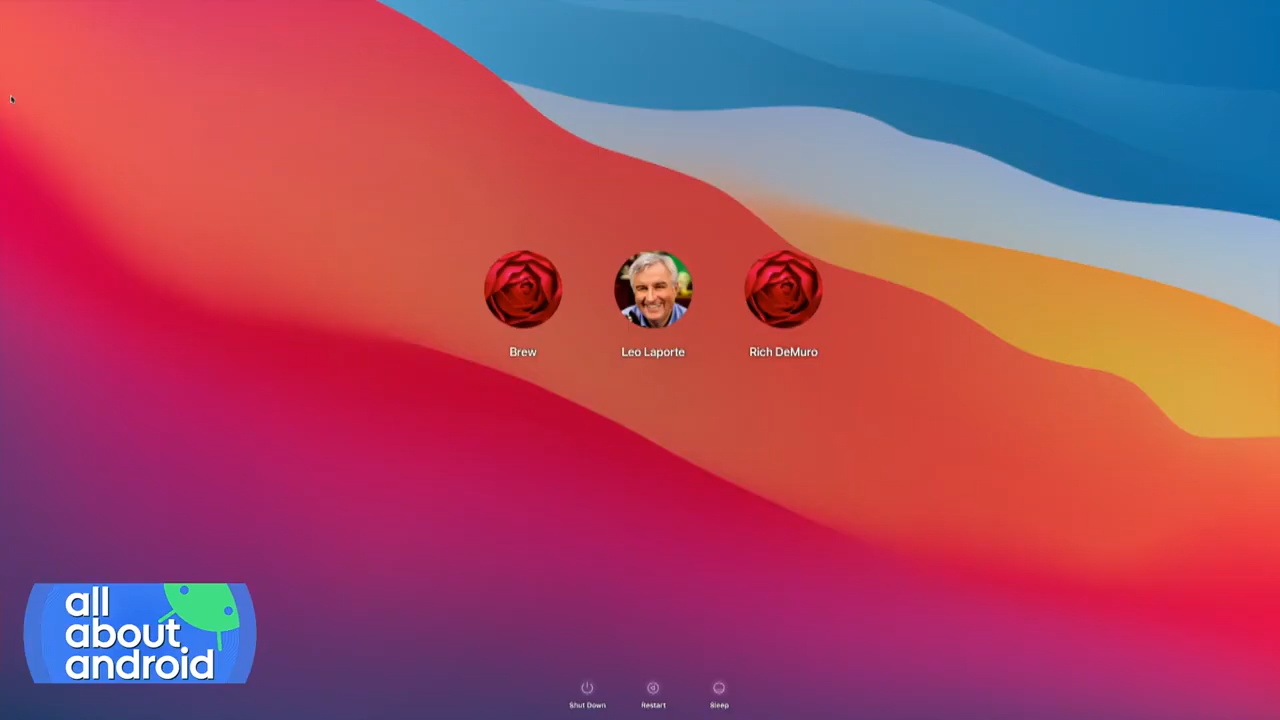 Brew
Leo Laporte
Rich DeMuro
all
about
android
Shut Down
Restart
Sleep